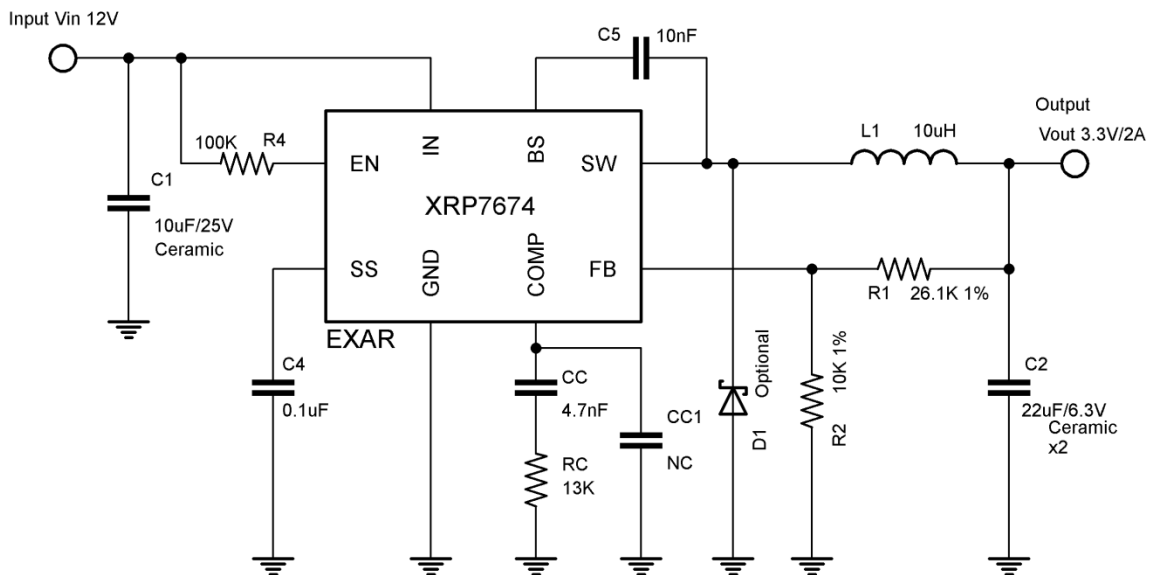 Input Vin 12V
C5
10nF
Output
Vout 3.3V/2A
L1
10uH
100K
R4
EN
IN
BS
SW
C1
10uF/25V
Ceramic
XRP7674
SS
GND
COMP
FB
R1
26.1K 1%
EXAR
C4
0.1uF
CC
4.7nF
CC1
NC
RC
13K
Optional
D1
10K 1%
R2
C2
22uF/6.3V
Ceramic
x2